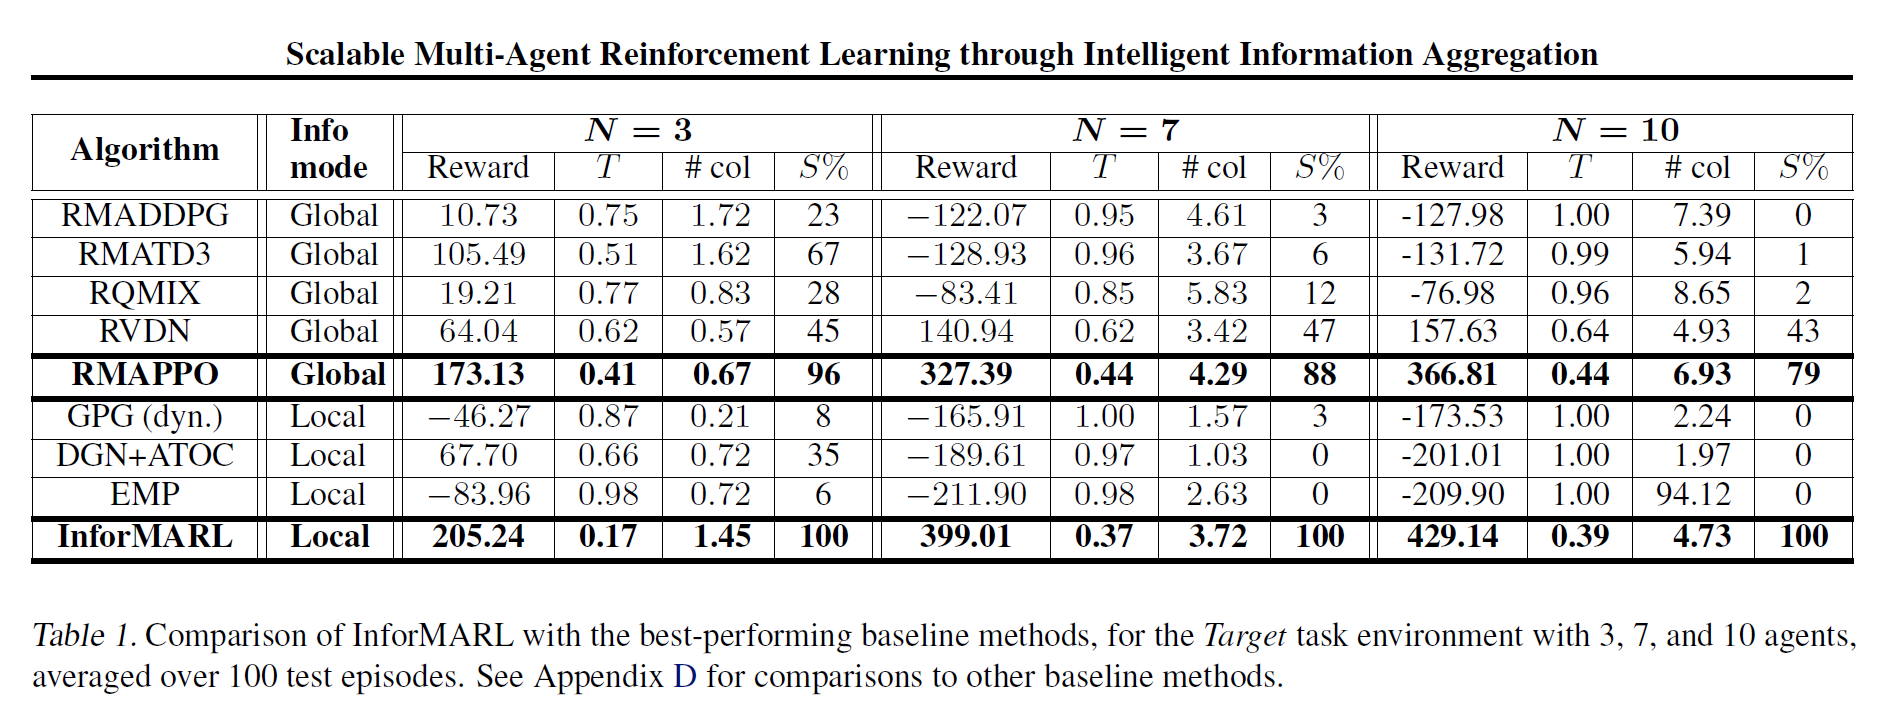 Scalable Multi-Agent Reinforcement Learning through Intelligent Information Aggregation
Algorithm Info mode N = 3 N = 7 N = 10
Reward T # col S% Reward T # col S% Reward T # col S%
RMADDPG Global 10.73 0.75 1.72 23 −122.07 0.95 4.61 3 -127.98 1.00 7.39 0
RMATD3 Global 105.49 0.51 1.62 67 −128.93 0.96 3.67 6 -131.72 0.99 5.94 1
RQMIX Global 19.21 0.77 0.83 28 −83.41 0.85 5.83 12 -76.98 0.96 8.65 2
RVDN Global 64.04 0.62 0.57 45 140.94 0.62 3.42 47 157.63 0.64 4.93 43
RMAPPO Global 173.13 0.41 0.67 96 327.39 0.44 4.29 88 366.81 0.44 6.93 79
GPG (dyn.) Local −46.27 0.87 0.21 8 −165.91 1.00 1.57 3 -173.53 1.00 2.24 0
DGN+ATOC Local 67.70 0.66 0.72 35 −189.61 0.97 1.03 0 -201.01 1.00 1.97 0
EMP Local −83.96 0.98 0.72 6 −211.90 0.98 2.63 0 -209.90 1.00 94.12 0
InforMARL Local 205.24 0.17 1.45 100 399.01 0.37 3.72 100 429.14 0.39 4.73 100
Table 1. Comparison of InforMARL with the best-performing baseline methods, for the Target task environment with 3, 7, and 10 agents,
averaged over 100 test episodes. See Appendix D for comparisons to other baseline methods.